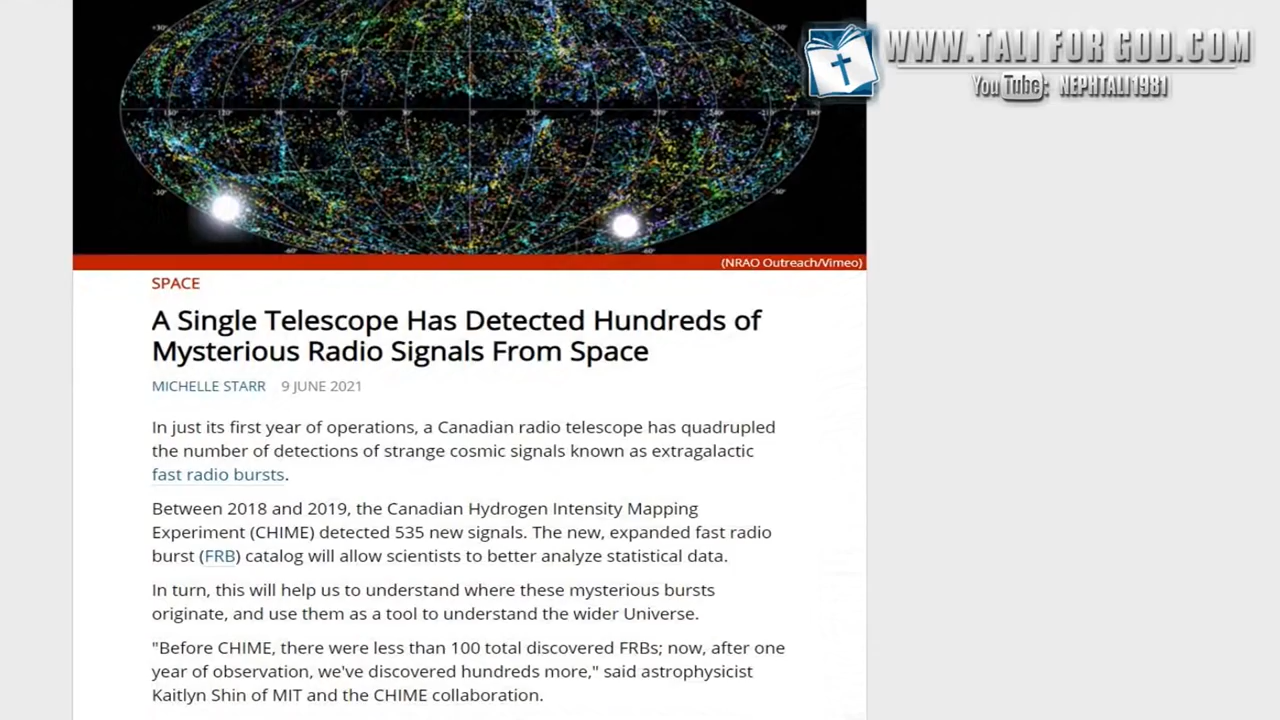 WWW.TALI FOR GOD.COM
YouTube: NEPHTALI1981
(NRAO Outreach/Vimeo)
SPACE
A Single Telescope Has Detected Hundreds of
Mysterious Radio Signals From Space
MICHELLE STARR 9 JUNE 2021
In just its first year of operations, a Canadian radio telescope has quadrupled
the number of detections of strange cosmic signals known as extragalactic
fast radio bursts.
Between 2018 and 2019, the Canadian Hydrogen Intensity Mapping
Experiment (CHIME) detected 535 new signals. The new, expanded fast radio
burst (FRB) catalog will allow scientists to better analyze statistical data.
In turn, this will help us to understand where these mysterious bursts
originate, and use them as a tool to understand the wider Universe.
"Before CHIME, there were less than 100 total discovered FRBs; now, after one
year of observation, we've discovered hundreds more," said astrophysicist
Kaitlyn Shin of MIT and the CHIME collaboration.